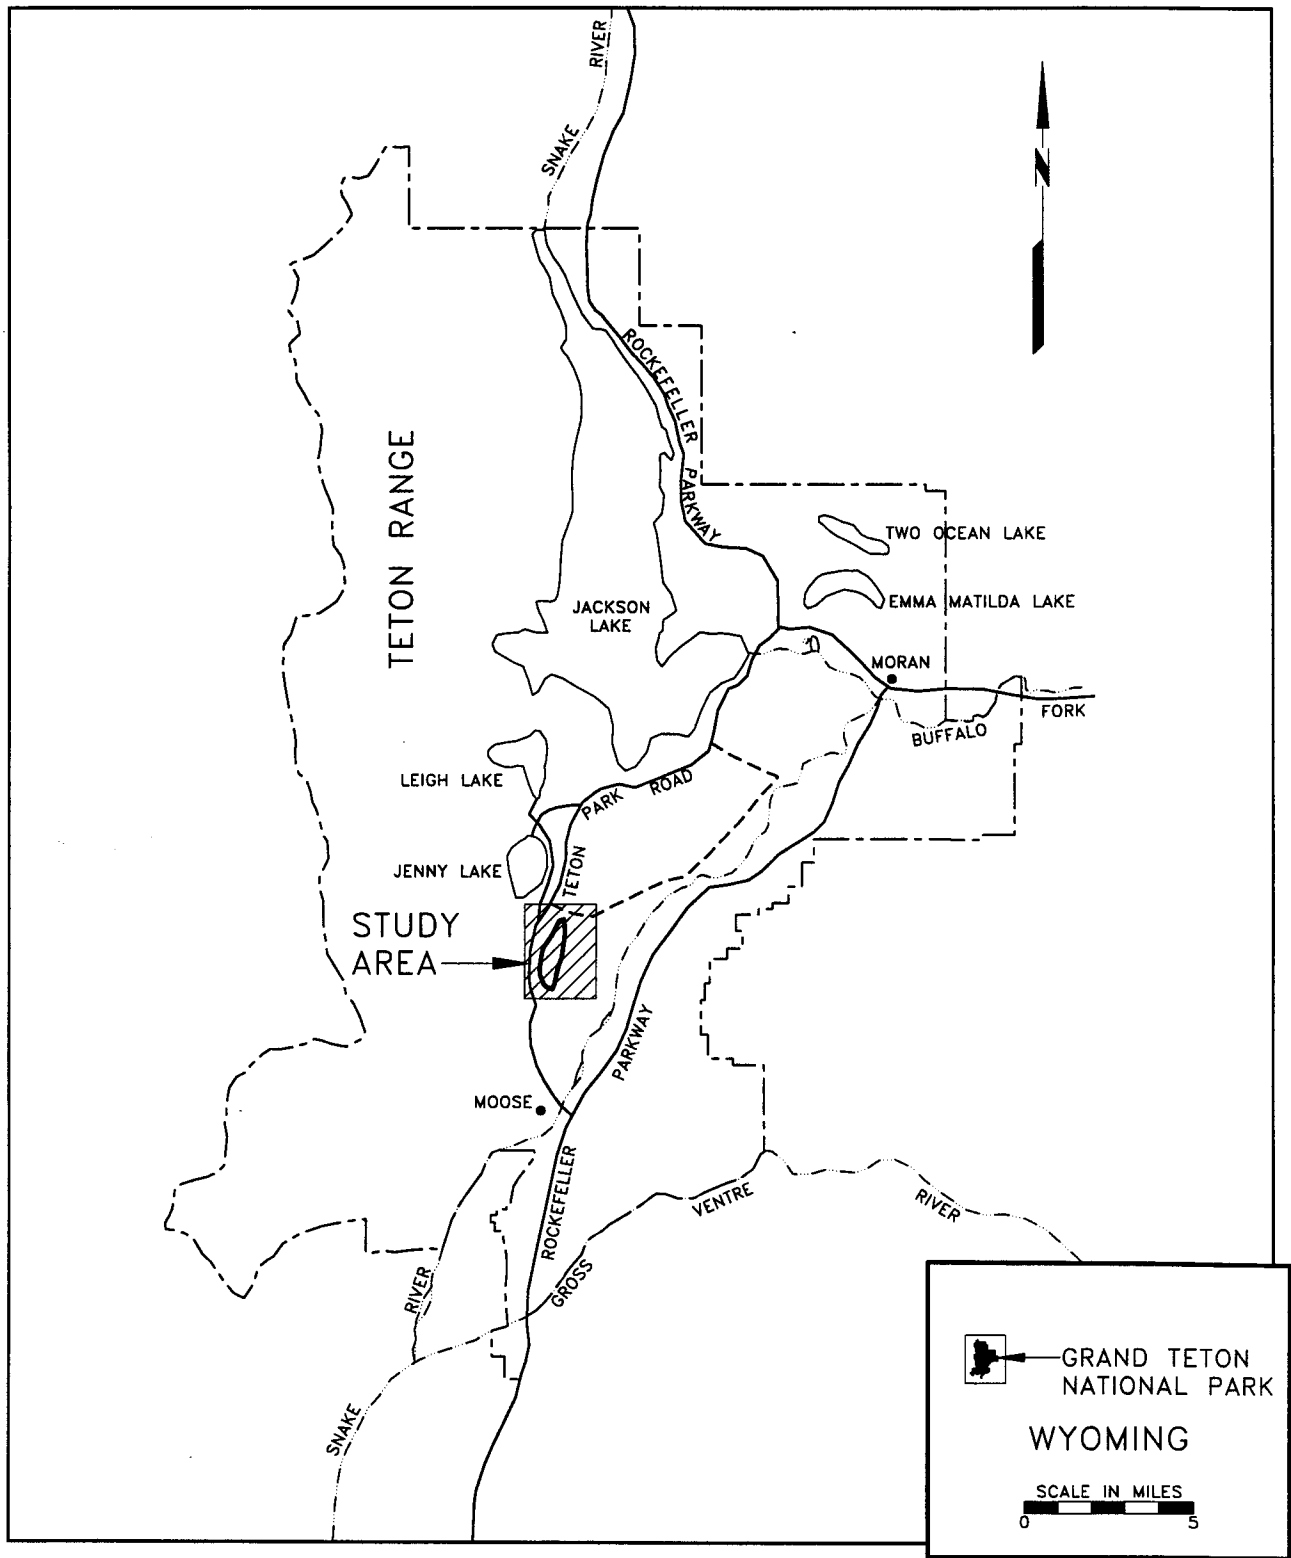 RIVER
SNAKE
N
ROCKEFELLER
PARKWAY
TETON RANGE
TWO OCEAN LAKE
EMMA MATILDA LAKE
JACKSON
LAKE
MORAN
FORK
BUFFALO
LEIGH LAKE
PARK ROAD
JENNY LAKE
TETON
STUDY
AREA
PARKWAY
MOOSE
ROCKEFELLER
VENTRE
RIVER
GROSS
RIVER
SNAKE
GRAND TETON
NATIONAL PARK
WYOMING
SCALE IN MILES
0 5